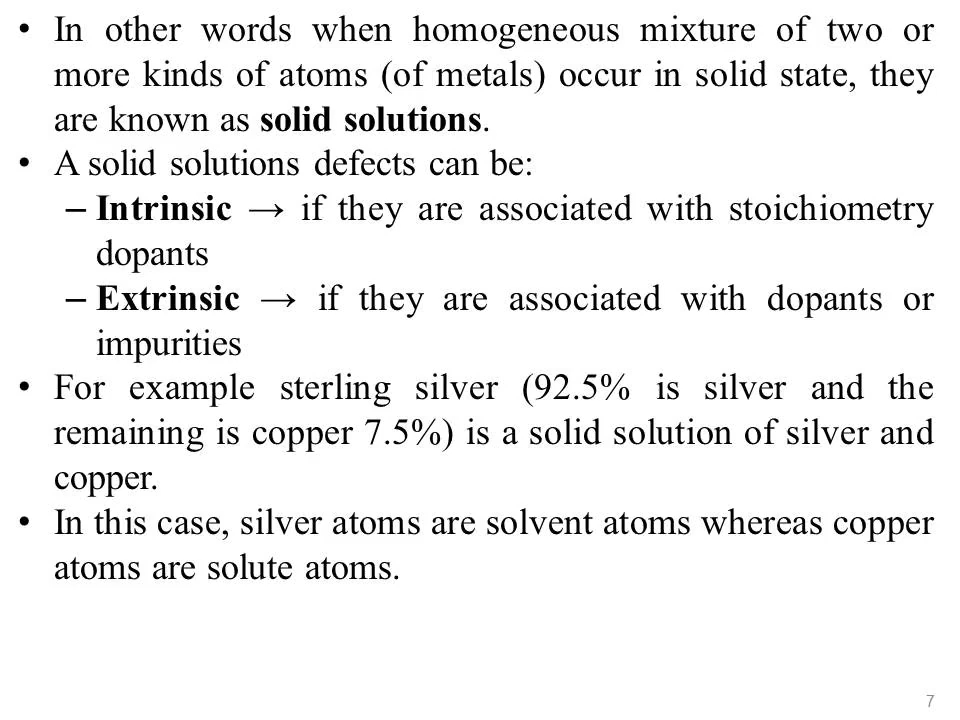 • In other words when homogeneous mixture of two or
more kinds of atoms (of metals) occur in solid state, they
are known as solid solutions.
• A solid solutions defects can be:
– Intrinsic → if they are associated with stoichiometry
dopants
– Extrinsic → if they are associated with dopants or
impurities
• For example sterling silver (92.5% is silver and the
remaining is copper 7.5%) is a solid solution of silver and
copper.
• In this case, silver atoms are solvent atoms whereas copper
atoms are solute atoms.
7